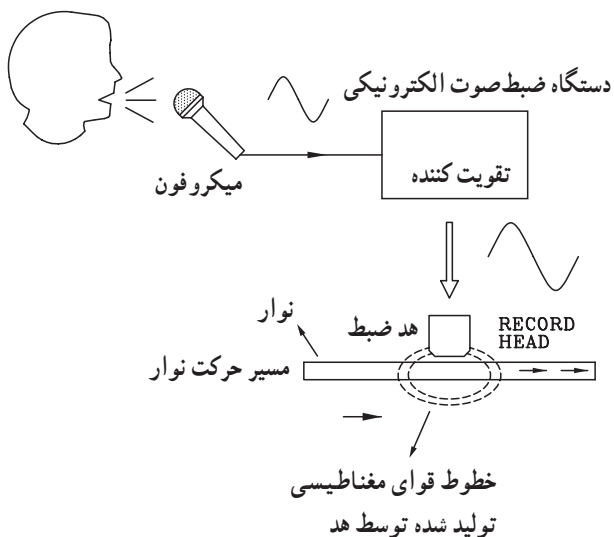 دستگاه ضبط‌صوت الکترونیکی
تقویت کننده
میکروفون
نوار
هد ضبط
RECORD
HEAD
مسیر حرکت نوار
خطوط قوای مغناطیسی
تولید شده توسط هد